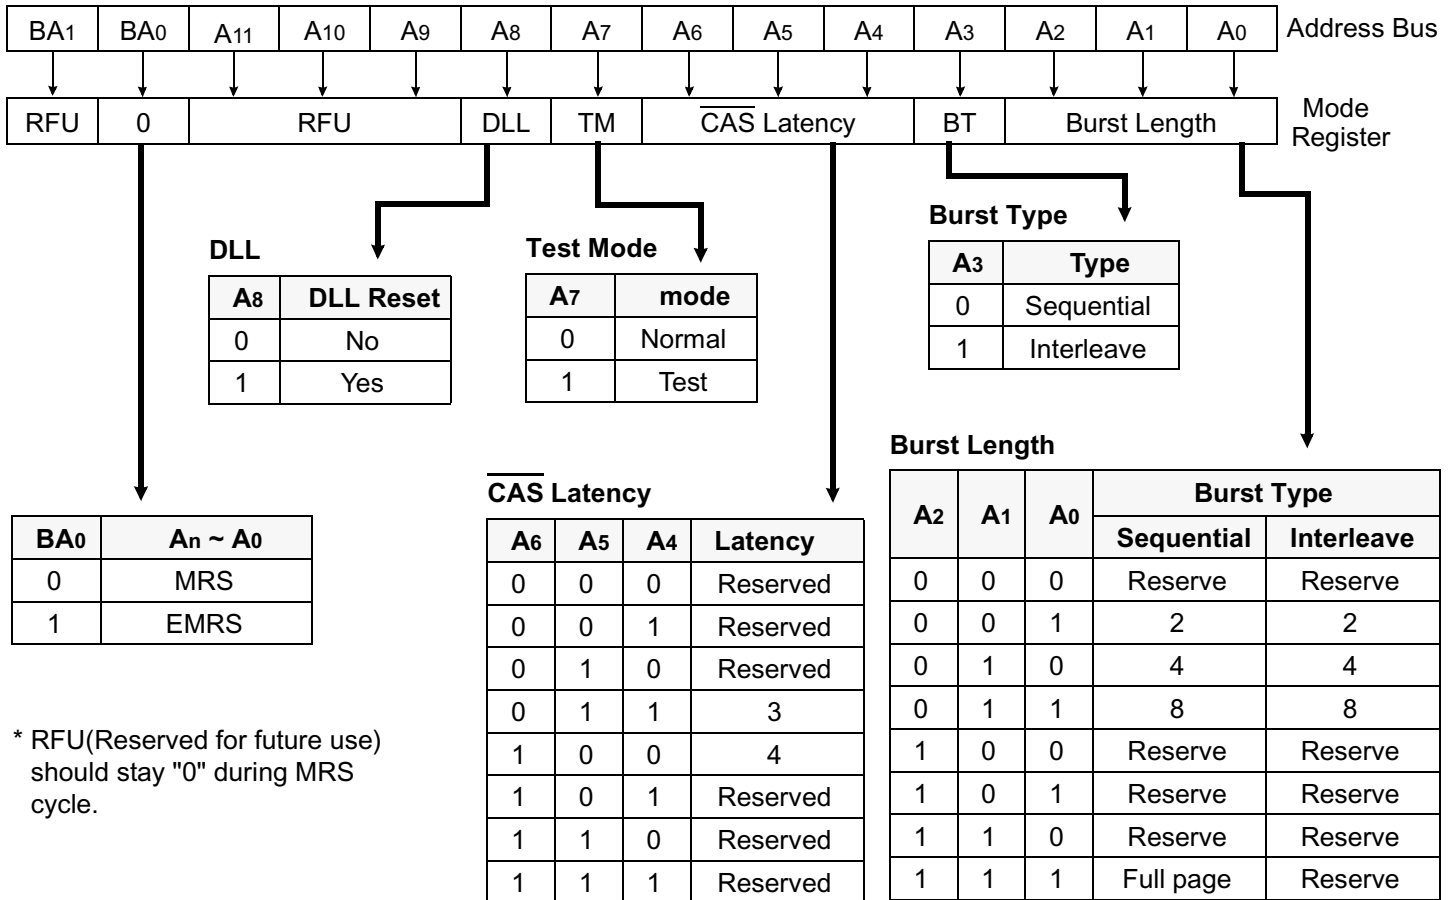 BA1 BA0 A11 A10 A9 A8 A7 A6 A5 A4 A3 A2 A1 A0 Address Bus
RFU 0 RFU DLL TM CAS Latency BT Burst Length Mode Register
DLL
A8 DLL Reset
0 No
1 Yes
Test Mode
A7 mode
0 Normal
1 Test
Burst Type
A3 Type
0 Sequential
1 Interleave
BA0 An ~ A0
0 MRS
1 EMRS
* RFU(Reserved for future use)
should stay "0" during MRS
cycle.
CAS Latency
A6 A5 A4 Latency
0 0 0 Reserved
0 0 1 Reserved
0 1 0 Reserved
0 1 1 3
1 0 0 4
1 0 1 Reserved
1 1 0 Reserved
1 1 1 Reserved
Burst Length
A2 A1 A0 Burst Type
Sequential Interleave
0 0 0 Reserve Reserve
0 0 1 2 2
0 1 0 4 4
0 1 1 8 8
1 0 0 Reserve Reserve
1 0 1 Reserve Reserve
1 1 0 Reserve Reserve
1 1 1 Full page Reserve